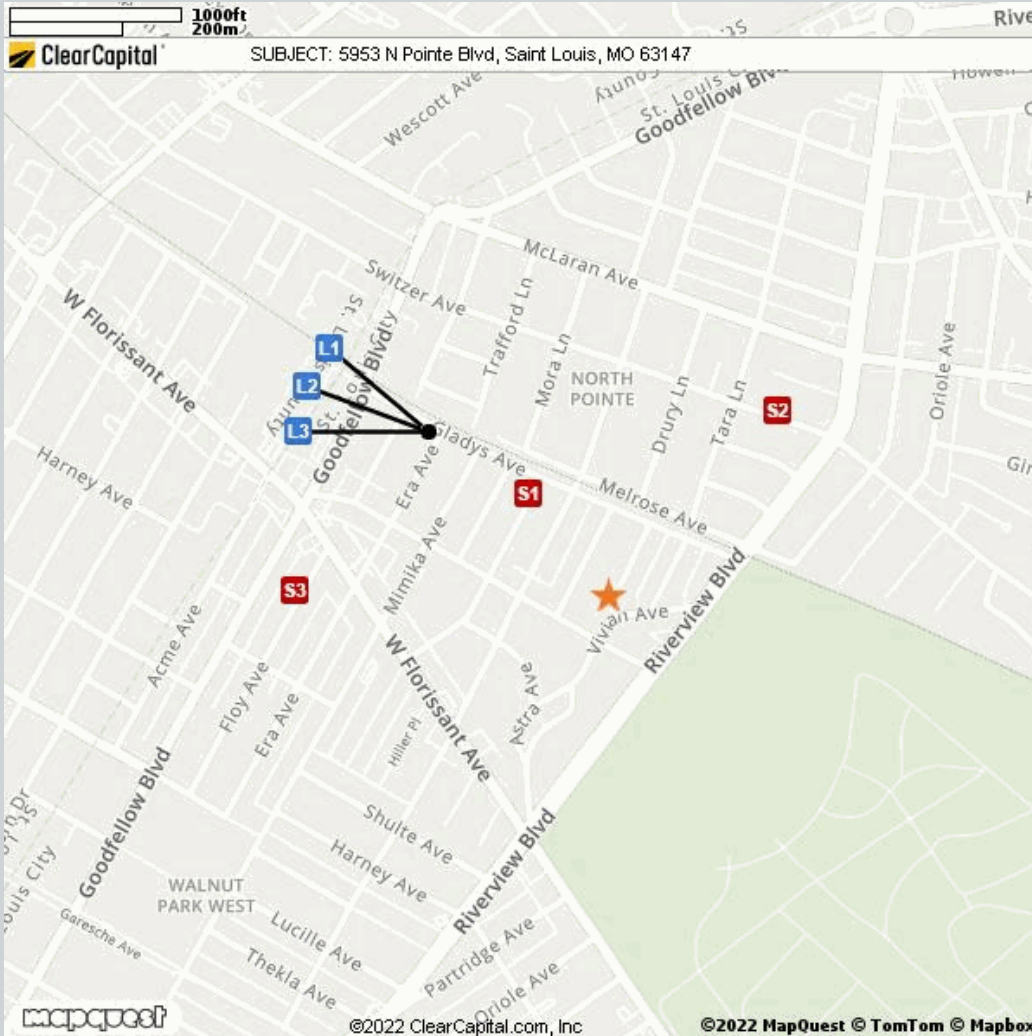 1000ft
200m
ClearCapital
SUBJECT: 5953 N Pointe Blvd, Saint Louis, MO 63147
Wescott Ave
St. Louis
County
Goodfellow Blvd
McLaran Ave
Switzer Ave
W Florissant Ave
Trafford Ln
Mora Ln
NORTH
POINTE
Drury Ln
Tara Ln
Oriole Ave
L1
L2
L3
Goodfellow Blvd
Gladys Ave
Melrose Ave
S1
S2
S3
Harney Ave
Era Ave
Mimika Ave
Vivian Ave
Riverview Blvd
Acme Ave
Floy Ave
Era Ave
Hiller Pl
W Florissant Ave
Astra Ave
Goodfellow Blvd
Shulte Ave
Harney Ave
Riverview Blvd
WALNUT
PARK WEST
Lucille Ave
Garesche Ave
Thekla Ave
Partridge Ave
Oriole Ave
mapquest
©2022 ClearCapital.com, Inc
©2022 MapQuest © TomTom © Mapbox